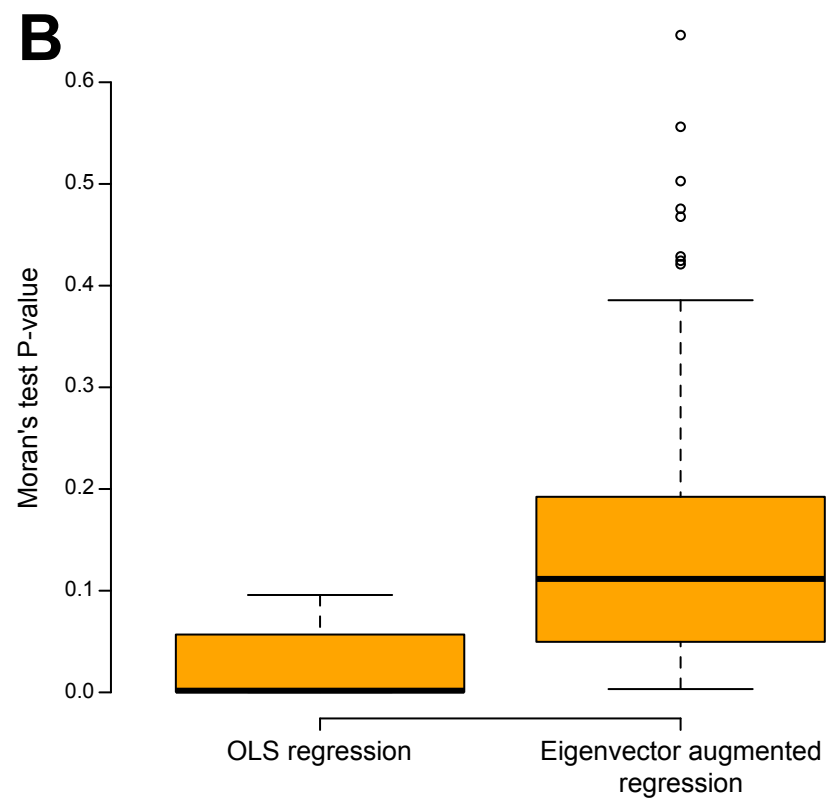 B
0.6
0.5
0.4
0.3
0.2
0.1
0.0
Moran's test P-value
OLS regression
Eigenvector augmented
regression